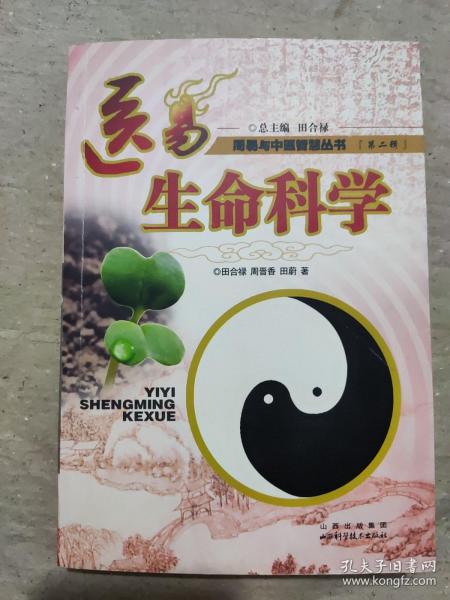 医易
◎总主编 田合禄
周易与中医智慧丛书 【第二辑】
生命科学
◎田合禄 周晋香 田蔚 著
YIYI
SHENGMING
KEXUE
山西出版集团
山西科学技术出版社
孔夫子旧书网
www.kongfz.com